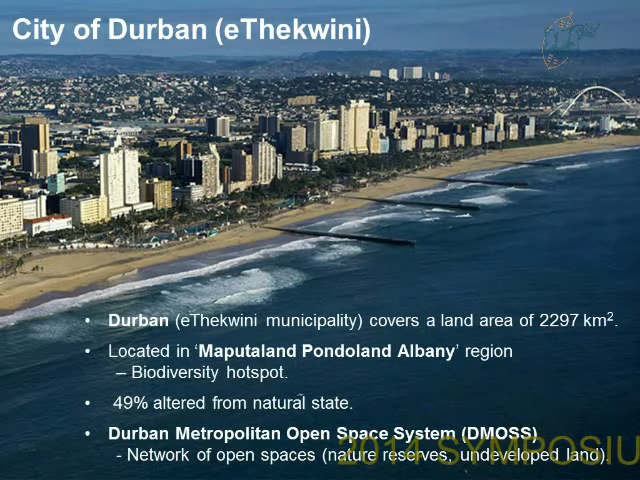 City of Durban (eThekwini)
• Durban (eThekwini municipality) covers a land area of 2297 km².
• Located in ‘Maputaland Pondoland Albany’ region
– Biodiversity hotspot.
• 49% altered from natural state.
• Durban Metropolitan Open Space System (DMOSS)
- Network of open spaces (nature reserves, undeveloped land).
2014 SYMPOSIU